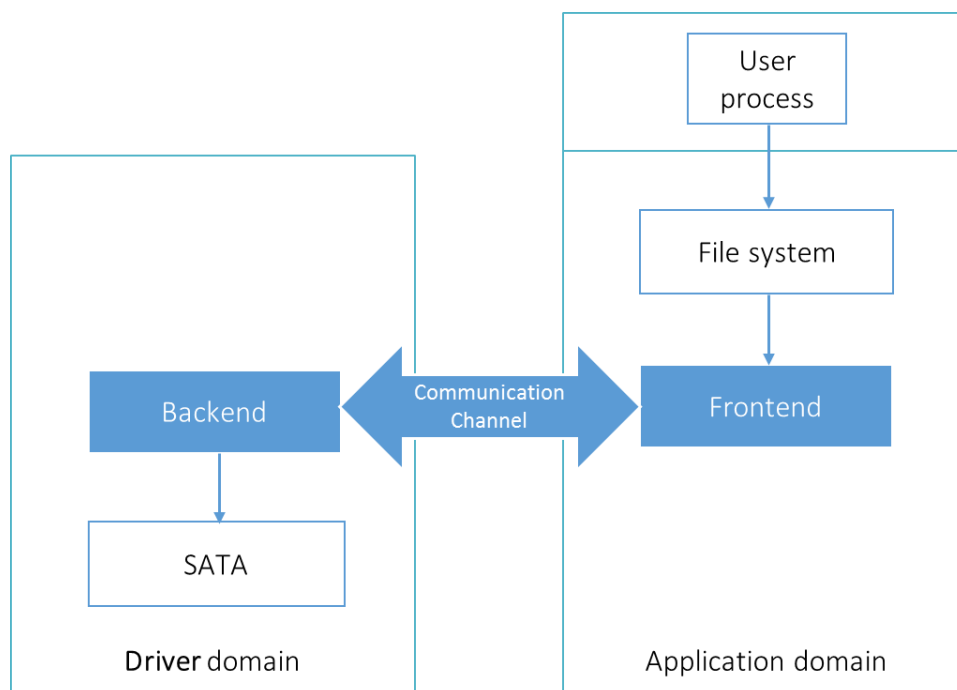 User
process
File system
Communication
Channel
Backend
Frontend
SATA
Driver domain
Application domain